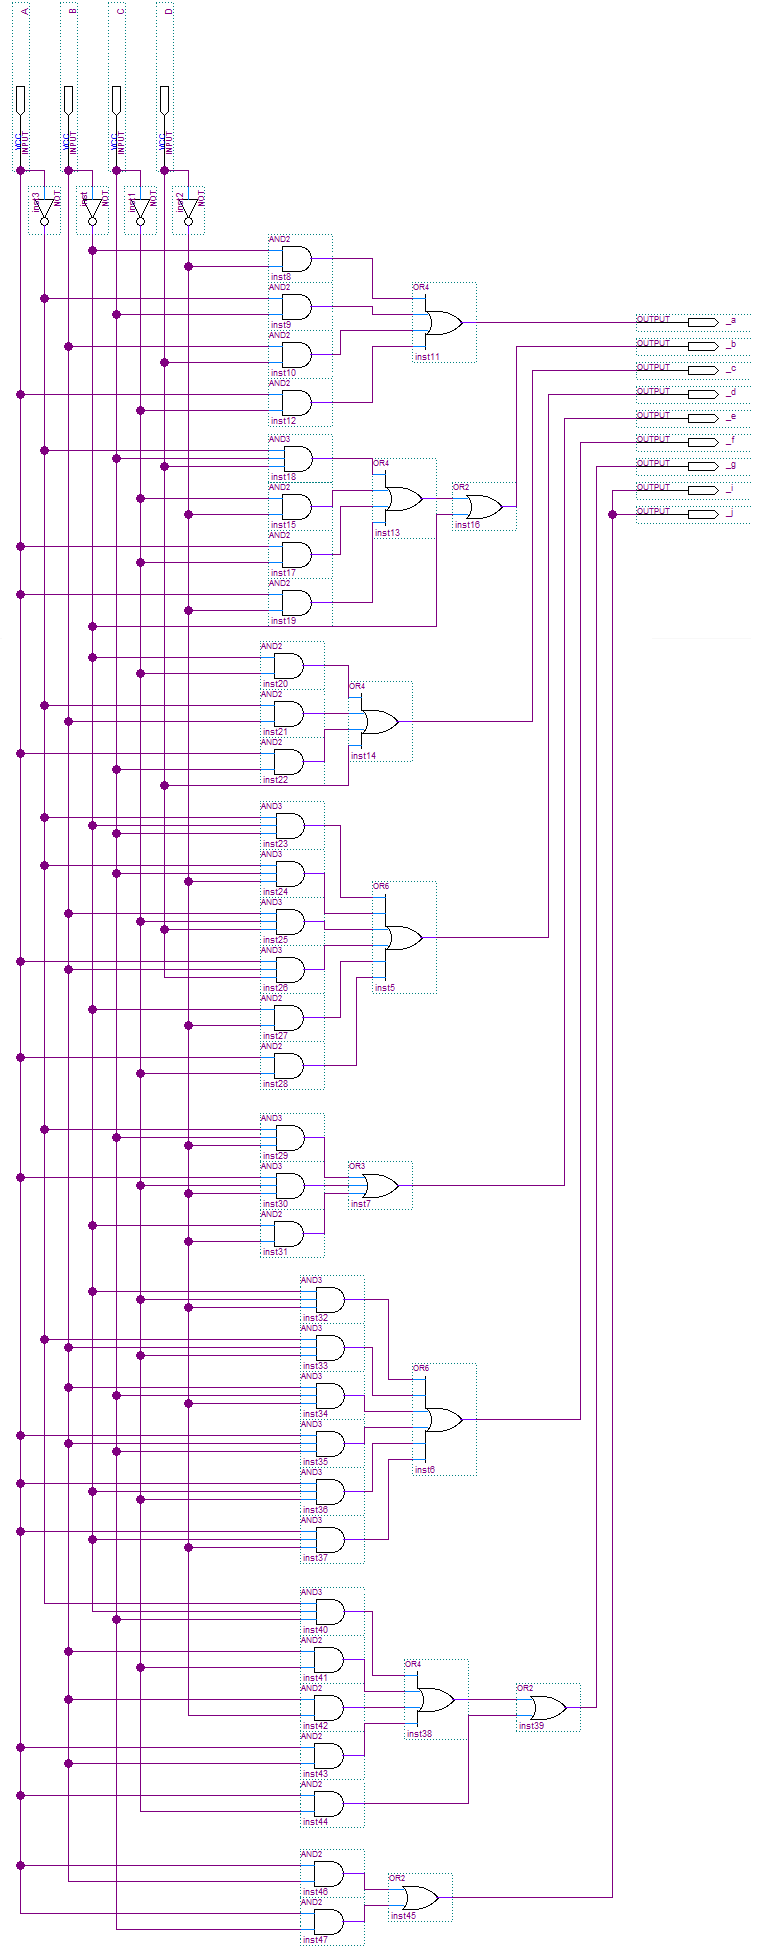 A
B
C
D
VCC
INPUT
VCC
INPUT
VCC
INPUT
VCC
INPUT
inst3
NOT
inst
NOT
inst1
NOT
inst2
NOT
AND2
inst8
AND2
inst9
AND2
inst10
AND2
inst12
OR4
inst11
OUTPUT
_a
OUTPUT
_b
OUTPUT
_c
OUTPUT
_d
OUTPUT
_e
OUTPUT
_f
OUTPUT
_g
OUTPUT
_i
OUTPUT
_j
AND3
inst18
AND2
inst15
AND2
inst17
AND2
inst19
OR4
inst13
OR2
inst16
AND2
inst20
AND2
inst21
AND2
inst22
OR4
inst14
AND3
inst23
AND3
inst24
AND3
inst25
AND3
inst26
AND2
inst27
AND2
inst28
OR6
inst5
AND3
inst29
AND3
inst30
AND2
inst31
OR3
inst7
AND3
inst32
AND3
inst33
AND3
inst34
AND3
inst35
AND3
inst36
AND3
inst37
OR6
inst6
AND3
inst40
AND2
inst41
AND2
inst42
AND2
inst43
AND2
inst44
OR4
inst38
OR2
inst39
AND2
inst46
AND2
inst47
OR2
inst45